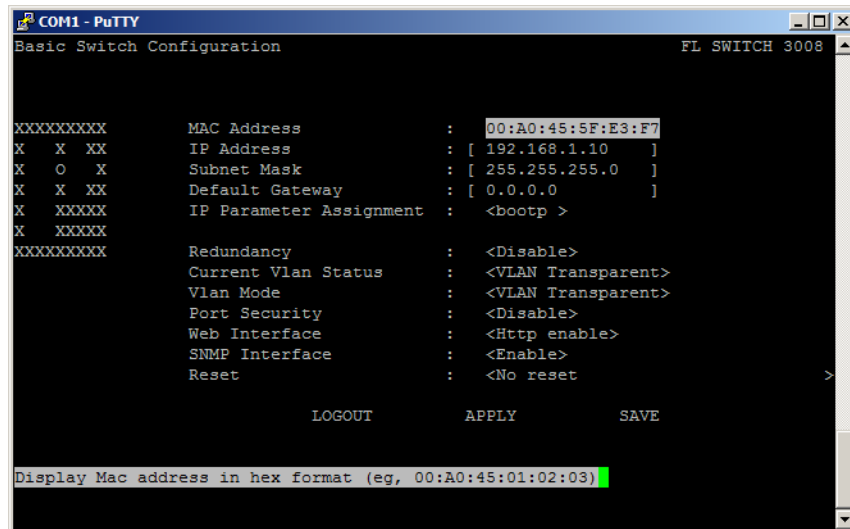 COM1 - PuTTY
Basic Switch Configuration FL SWITCH 3008
XXXXXXXXX MAC Address : 00:A0:45:5F:E3:F7
X X XX IP Address : [ 192.168.1.10 ]
X O X Subnet Mask : [ 255.255.255.0 ]
X X XX Default Gateway : [ 0.0.0.0 ]
X XXXXX IP Parameter Assignment : <bootp >
X XXXXX
XXXXXXXXX Redundancy : <Disable>
Current Vlan Status : <VLAN Transparent>
Vlan Mode : <VLAN Transparent>
Port Security : <Disable>
Web Interface : <Http enable>
SNMP Interface : <Enable>
Reset : <No reset >
LOGOUT APPLY SAVE
Display Mac address in hex format (eg, 00:A0:45:01:02:03)